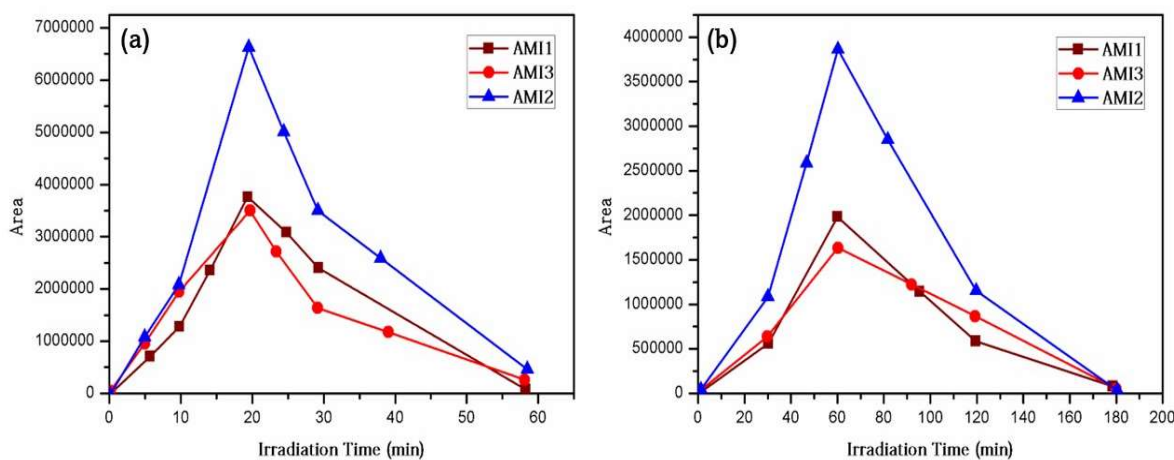 (a)
AMI1
AMI3
AMI2
7000000
6000000
5000000
4000000
3000000
2000000
1000000
0
Area
0 10 20 30 40 50 60
Irradiation Time (min)
(b)
AMI1
AMI3
AMI2
4000000
3500000
3000000
2500000
2000000
1500000
1000000
500000
0
Area
0 20 40 60 80 100 120 140 160 180 200
Irradiation Time (min)